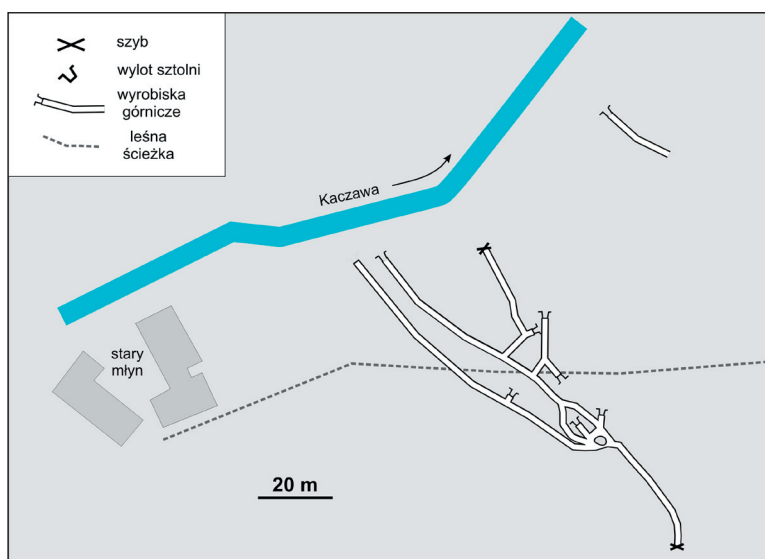 szyb
wylot sztolni
wyrobiska
górnicze
leśna
ścieżka
Kaczawa
stary
młyn
20 m